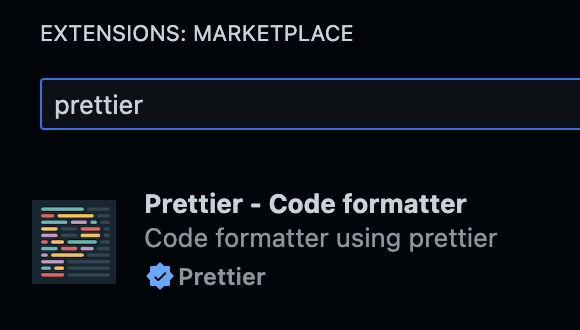 EXTENSIONS: MARKETPLACE
prettier
Prettier - Code formatter
Code formatter using prettier
Prettier